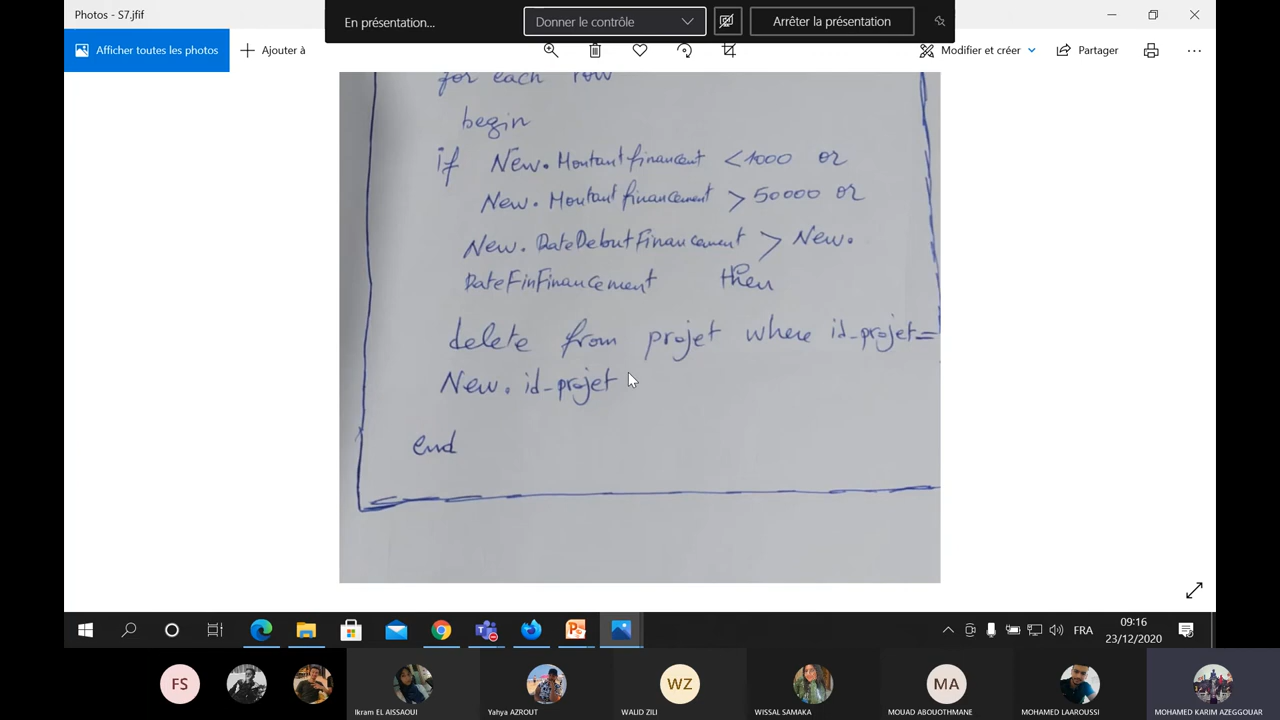 Photos - S7.jfif
En présentation...
Donner le contrôle
Arrêter la présentation
Afficher toutes les photos
Ajouter à
Modifier et créer
Partager
for each row
begin
if New.Montantfinancent <1000 or
New.Montantfinancement > 50000 or
New.DateDebutFinancement > New.
DateFinFinancement then
delete from projet where id_projet=
New.id_projet
end
FRA
09:16
23/12/2020
FS
WZ
MA
Ikram EL AISSAOUI
Yahya AZROUT
WALID ZILI
WISSAL SAMAKA
MOUAD ABOUOTHMANE
MOHAMED LAAROUSSI
MOHAMED KARIM AZEGGOUAR